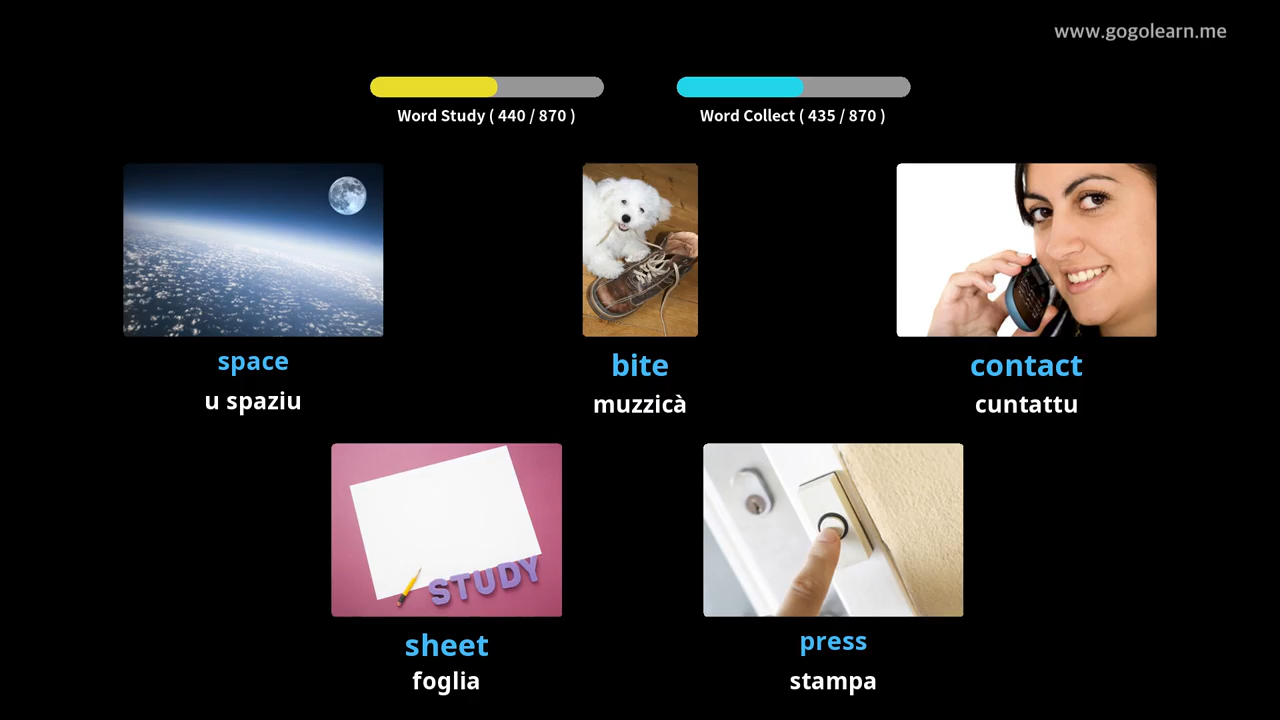 www.gogolearn.me
Word Study ( 440 / 870 )
Word Collect ( 435 / 870 )
space
u spaziu
bite
muzzicà
contact
cuntattu
STUDY
sheet
foglia
press
stampa